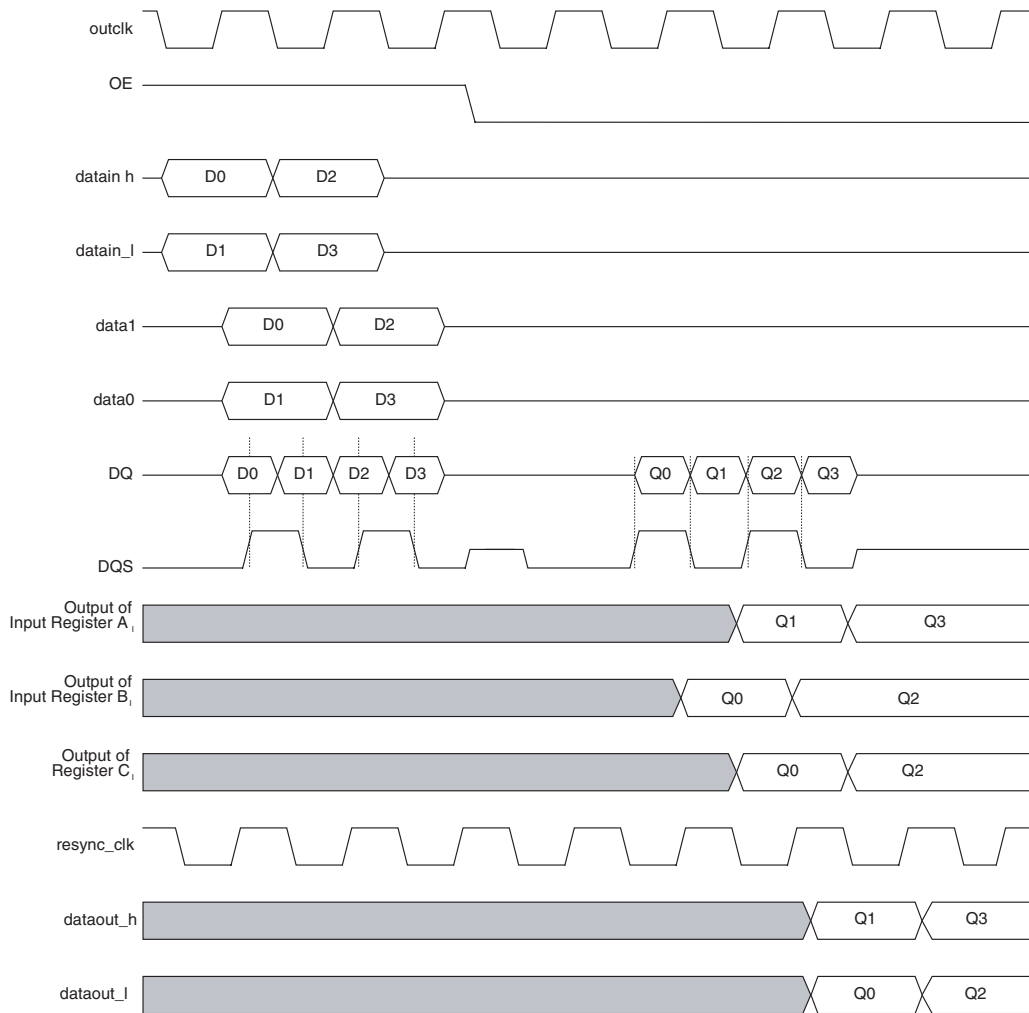 outclk
OE
datain h
D0 D2
datain_l
D1 D3
data1
D0 D2
data0
D1 D3
DQ
D0 D1 D2 D3 Q0 Q1 Q2 Q3
DQS
Output of
Input Register A I
Q1 Q3
Output of
Input Register B I
Q0 Q2
Output of
Register C I
Q0 Q2
resync_clk
dataout_h
Q1 Q3
dataout_l
Q0 Q2